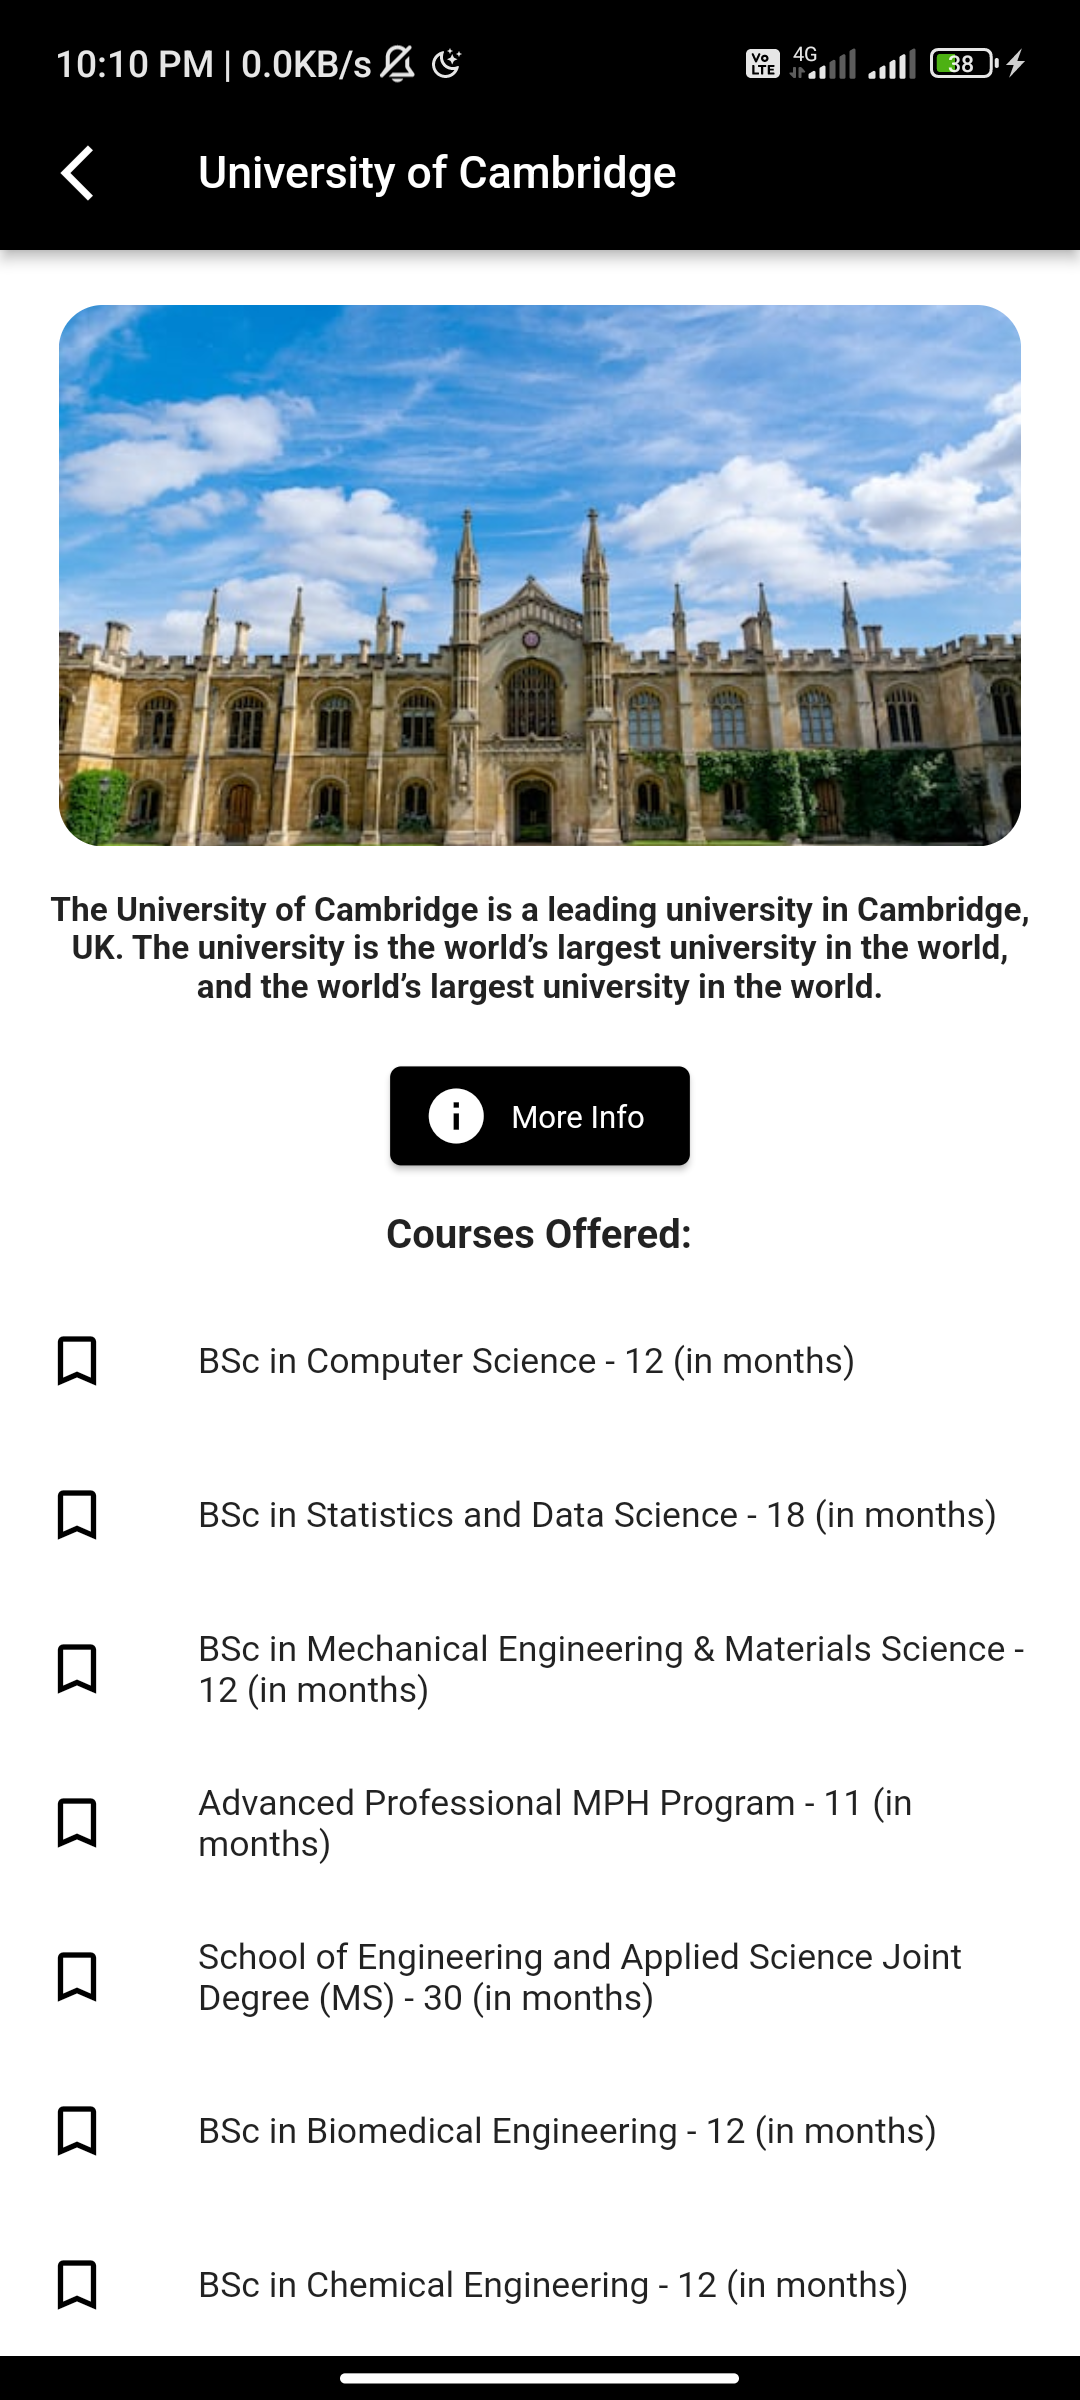 10:10 PM | 0.0KB/s
Vo LTE 4G 38
University of Cambridge
The University of Cambridge is a leading university in Cambridge,
UK. The university is the world’s largest university in the world,
and the world’s largest university in the world.
More Info
Courses Offered:
BSc in Computer Science - 12 (in months)
BSc in Statistics and Data Science - 18 (in months)
BSc in Mechanical Engineering & Materials Science -
12 (in months)
Advanced Professional MPH Program - 11 (in
months)
School of Engineering and Applied Science Joint
Degree (MS) - 30 (in months)
BSc in Biomedical Engineering - 12 (in months)
BSc in Chemical Engineering - 12 (in months)